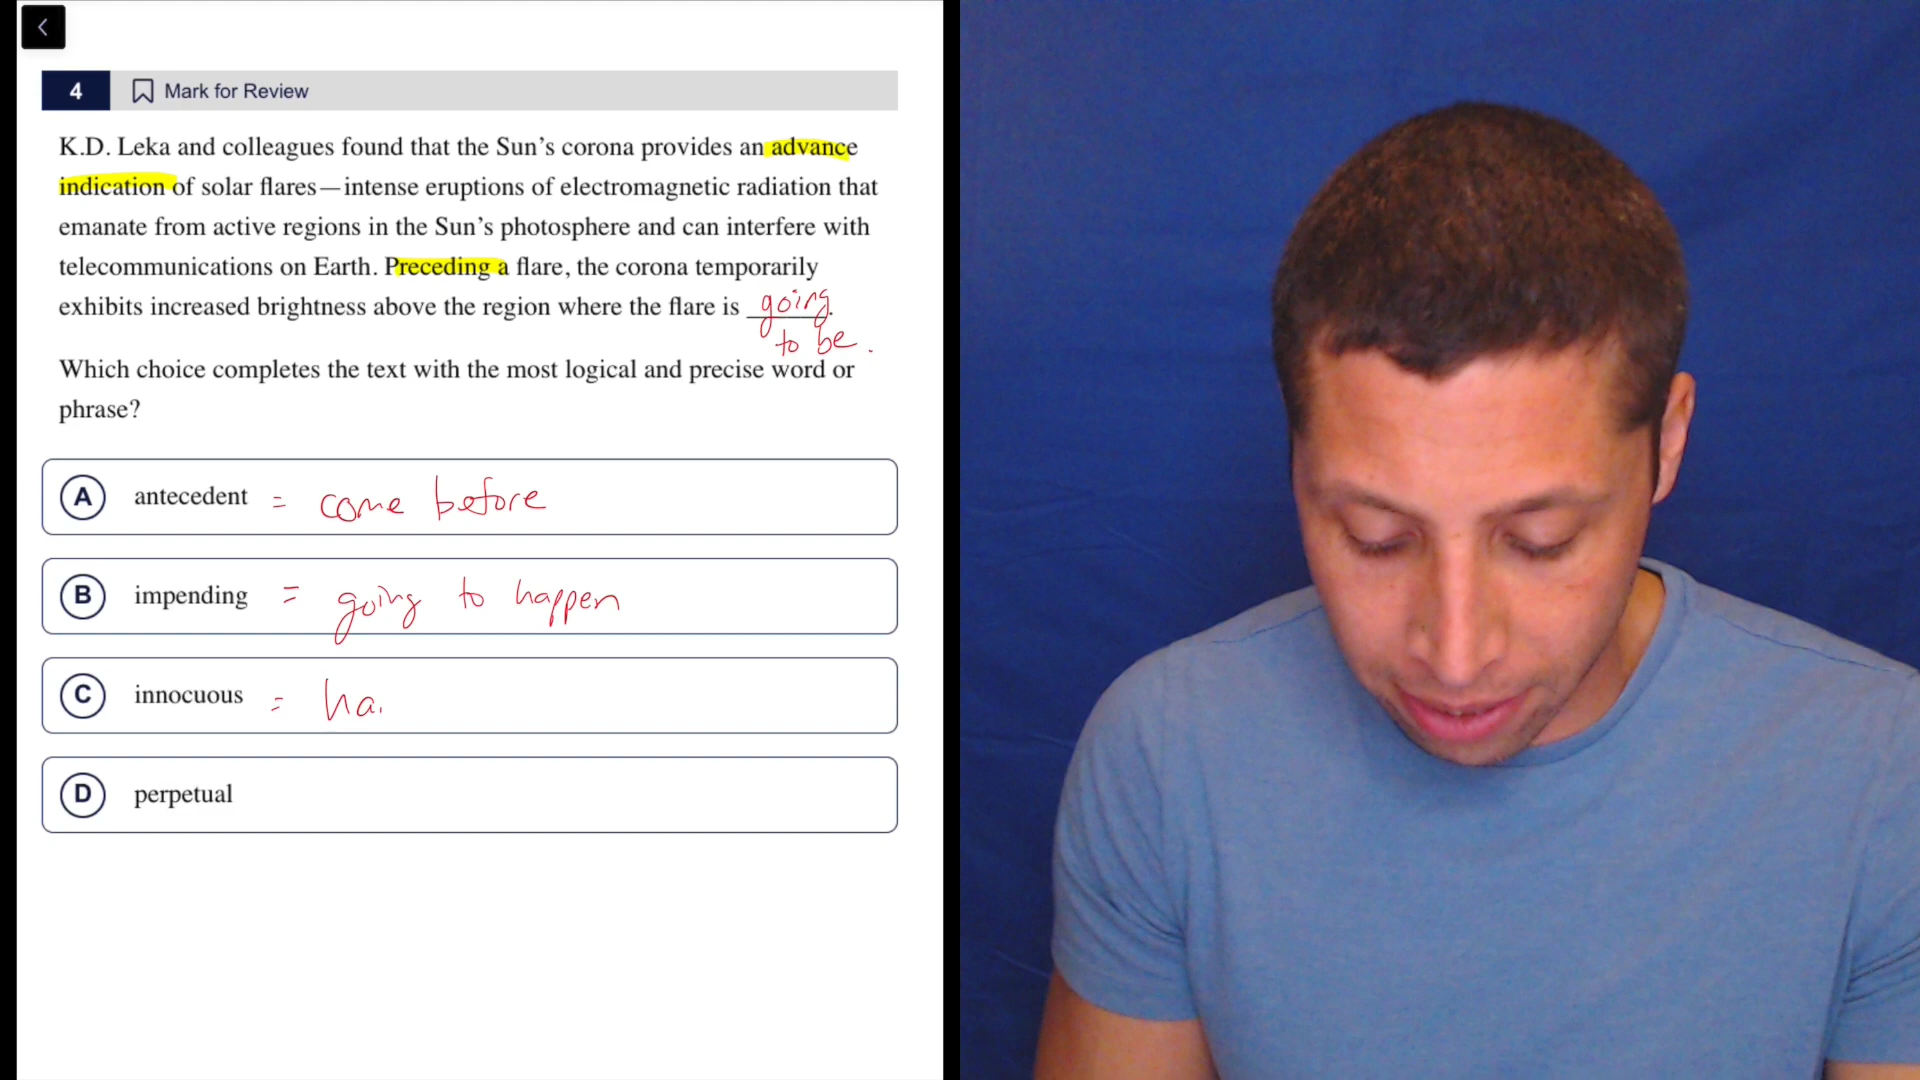 4 Mark for Review
K.D. Leka and colleagues found that the Sun's corona provides an advance
indication of solar flares—intense eruptions of electromagnetic radiation that
emanate from active regions in the Sun's photosphere and can interfere with
telecommunications on Earth. Preceding a flare, the corona temporarily
exhibits increased brightness above the region where the flare is ______.
going
to be.
Which choice completes the text with the most logical and precise word or
phrase?
A antecedent = come before
B impending = going to happen
C innocuous = ha
D perpetual